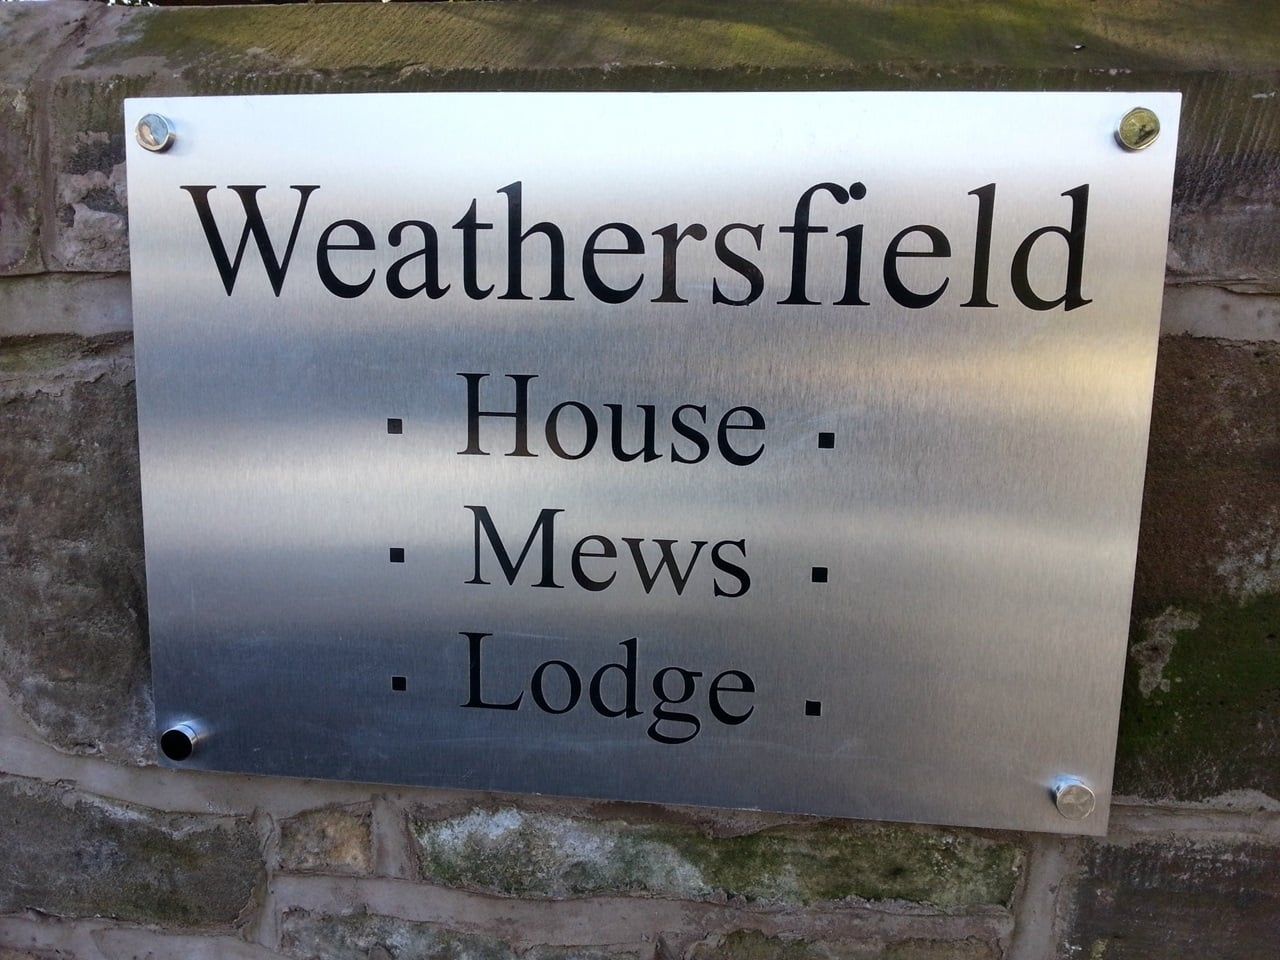 Weathersfield
▪ House ▪
▪ Mews ▪
▪ Lodge ▪